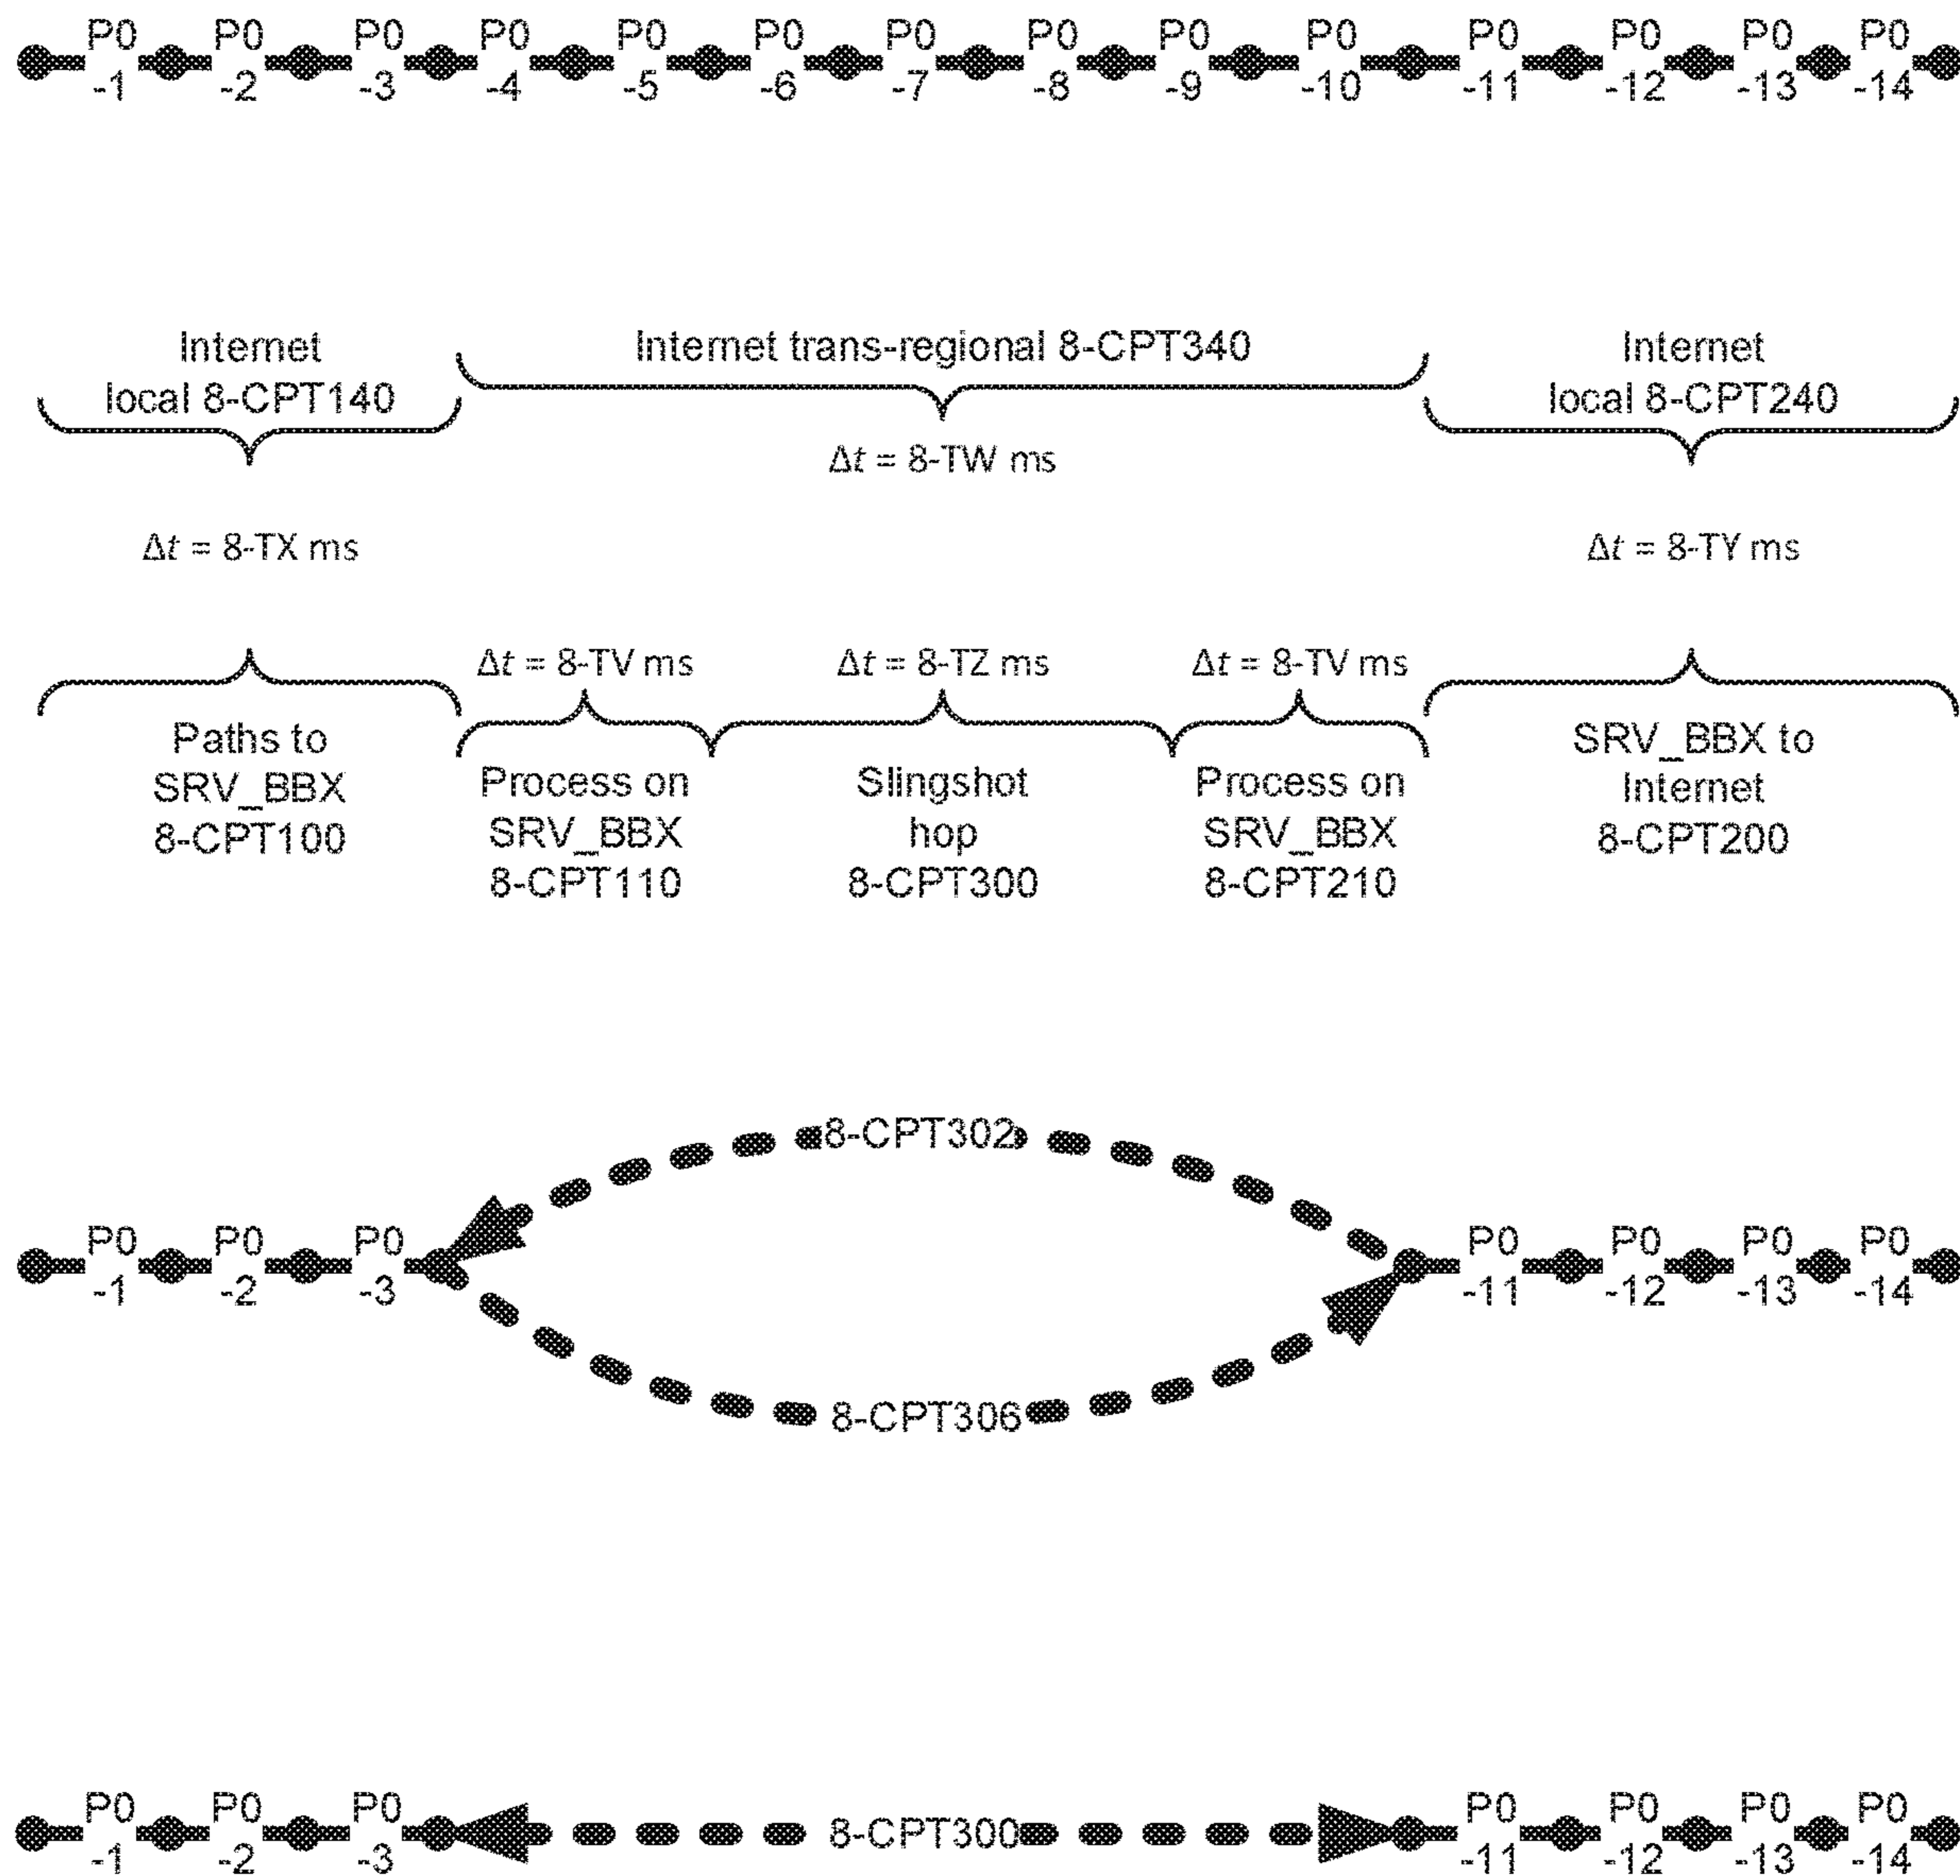 P0 P0 P0 P0 P0 P0 P0 P0 P0 P0 P0 P0 P0 P0
-1 -2 -3 -4 -5 -6 -7 -8 -9 -10 -11 -12 -13 -14
Internet
local 8-CPT140
Internet trans-regional 8-CPT340
Internet
local 8-CPT240
Δt = 8-TW ms
Δt = 8-TX ms
Δt = 8-TY ms
Δt = 8-TV ms
Δt = 8-TZ ms
Δt = 8-TV ms
Paths to
SRV_BBX
8-CPT100
Process on
SRV_BBX
8-CPT110
Slingshot
hop
8-CPT300
Process on
SRV_BBX
8-CPT210
SRV_BBX to
Internet
8-CPT200
8-CPT302
P0 P0 P0 P0 P0 P0 P0
-1 -2 -3 -11 -12 -13 -14
8-CPT306
P0 P0 P0 8-CPT300 P0 P0 P0 P0
-1 -2 -3 -11 -12 -13 -14